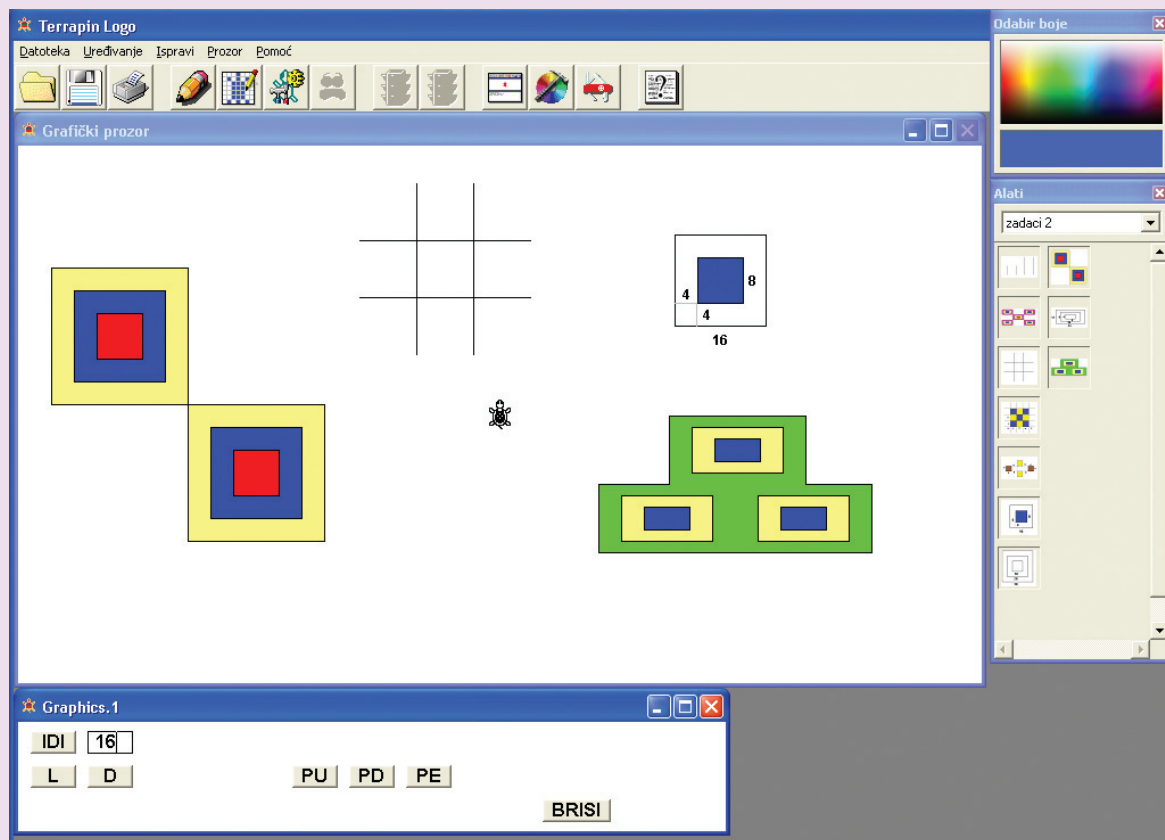 Terrapin Logo
Datoteka Uređivanje Ispravi Prozor Pomoć
Grafički prozor
4
8
4
16
Odabir boje
Alati
zadaci 2
Graphics.1
IDI 16
L D PU PD PE
BRISI